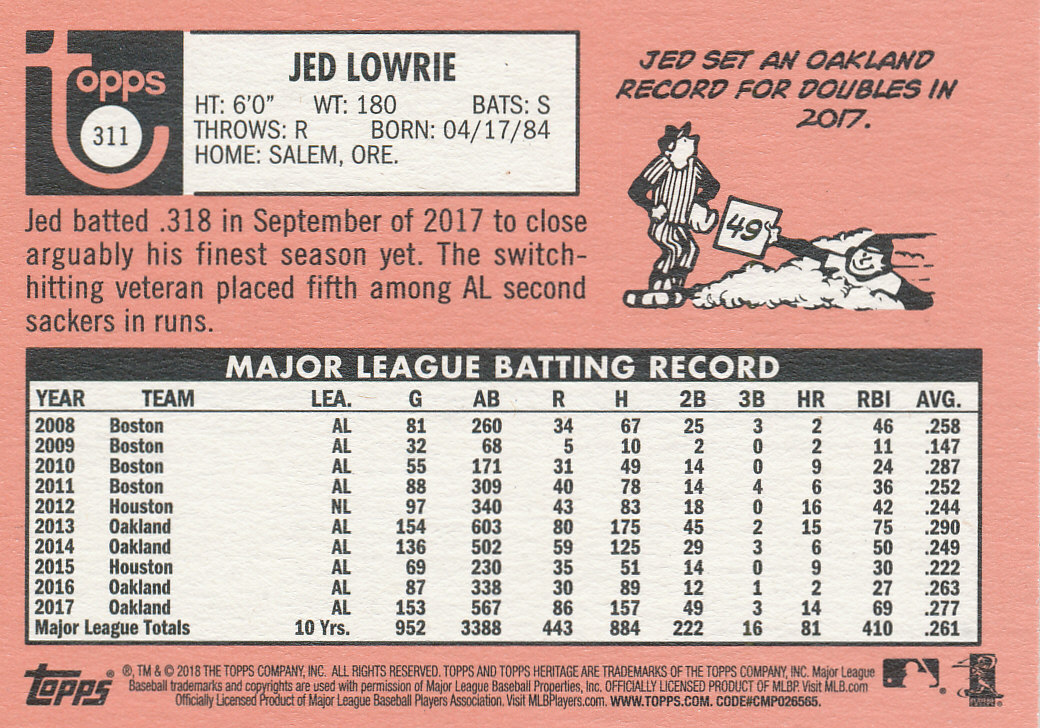 topps
311
JED LOWRIE
HT: 6'0" WT: 180 BATS: S
THROWS: R BORN: 04/17/84
HOME: SALEM, ORE.
JED SET AN OAKLAND
RECORD FOR DOUBLES IN
2017.
49
Jed batted .318 in September of 2017 to close
arguably his finest season yet. The switch-
hitting veteran placed fifth among AL second
sackers in runs.
MAJOR LEAGUE BATTING RECORD
YEAR TEAM LEA. G AB R H 2B 3B HR RBI AVG.
2008 Boston AL 81 260 34 67 25 3 2 46 .258
2009 Boston AL 32 68 5 10 2 0 2 11 .147
2010 Boston AL 55 171 31 49 14 0 9 24 .287
2011 Boston AL 88 309 40 78 14 4 6 36 .252
2012 Houston NL 97 340 43 83 18 0 16 42 .244
2013 Oakland AL 154 603 80 175 45 2 15 75 .290
2014 Oakland AL 136 502 59 125 29 3 6 50 .249
2015 Houston AL 69 230 35 51 14 0 9 30 .222
2016 Oakland AL 87 338 30 89 12 1 2 27 .263
2017 Oakland AL 153 567 86 157 49 3 14 69 .277
Major League Totals 10 Yrs. 952 3388 443 884 222 16 81 410 .261
TOPPS®
®, TM & © 2018 THE TOPPS COMPANY, INC. ALL RIGHTS RESERVED. TOPPS AND TOPPS HERITAGE ARE TRADEMARKS OF THE TOPPS COMPANY, INC. Major League
Baseball trademarks and copyrights are used with permission of Major League Baseball Properties, Inc. OFFICIALLY LICENSED PRODUCT OF MLBP. Visit MLB.com
Officially Licensed Product of Major League Baseball Players Association. Visit MLBPlayers.com. WWW.TOPPS.COM. CODE#CMP026565.